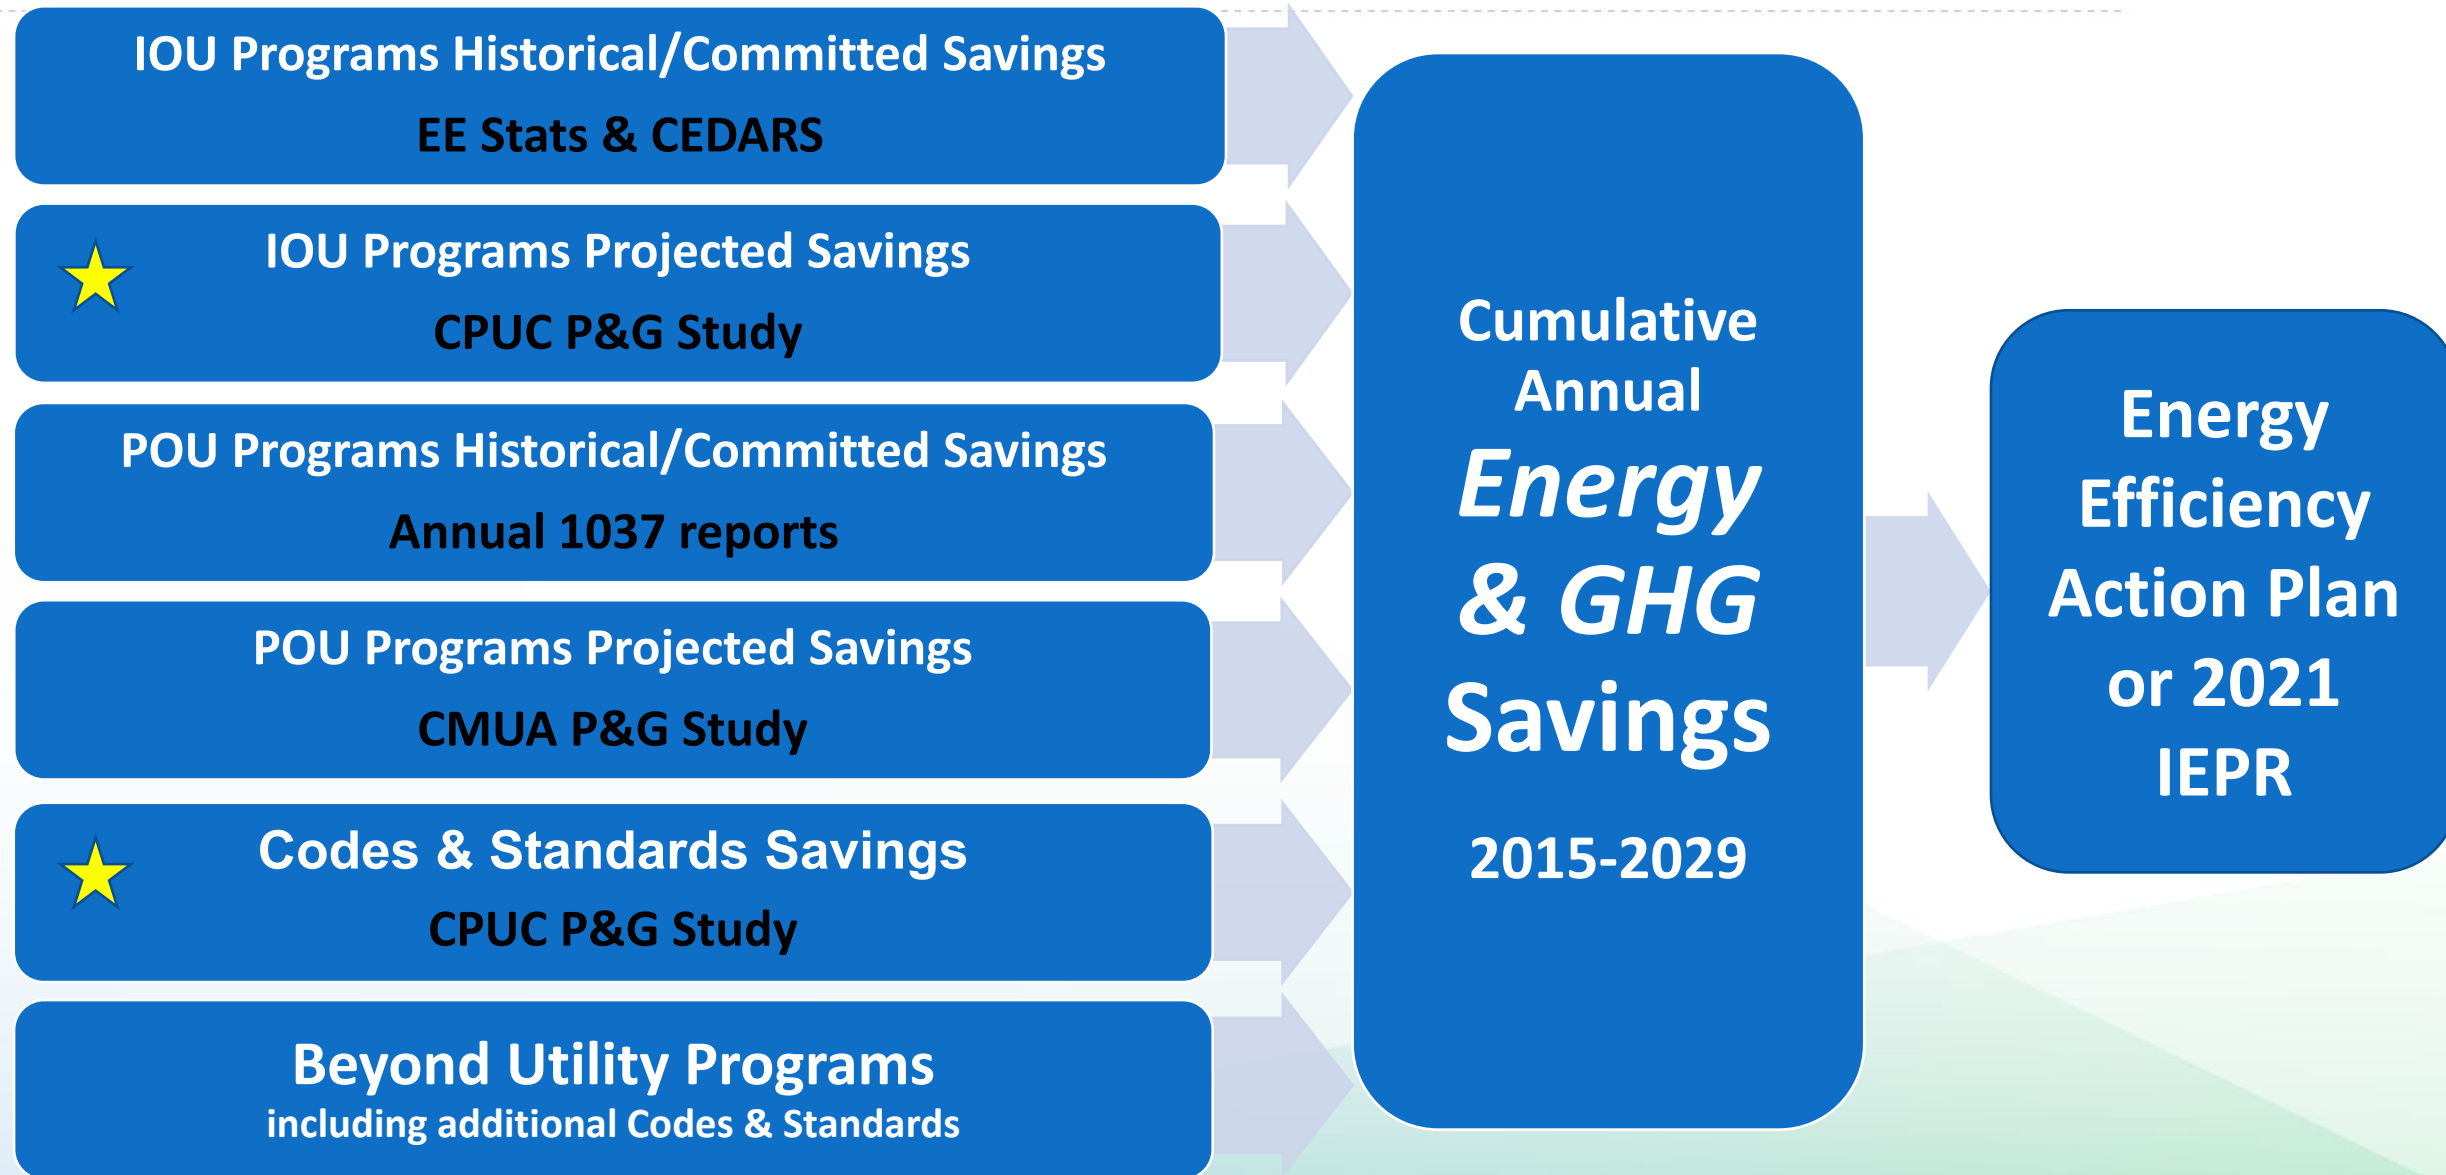 IOU Programs Historical/Committed Savings
EE Stats & CEDARS
IOU Programs Projected Savings
CPUC P&G Study
POU Programs Historical/Committed Savings
Annual 1037 reports
POU Programs Projected Savings
CMUA P&G Study
Codes & Standards Savings
CPUC P&G Study
Beyond Utility Programs
including additional Codes & Standards
Cumulative
Annual
Energy
& GHG
Savings
2015-2029
Energy
Efficiency
Action Plan
or 2021
IEPR